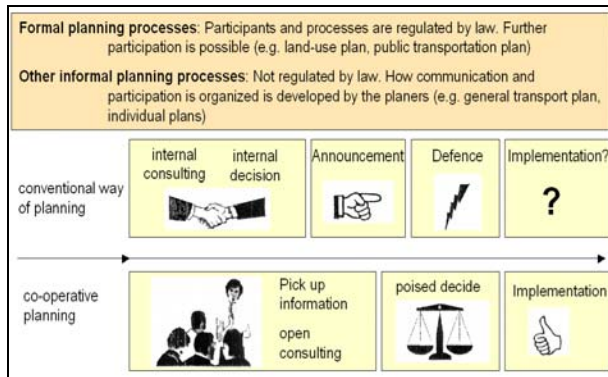 Formal planning processes: Participants and processes are regulated by law. Further
participation is possible (e.g. land-use plan, public transportation plan)
Other informal planning processes: Not regulated by law. How communication and
participation is organized is developed by the planers (e.g. general transport plan,
individual plans)
conventional way
of planning
internal
consulting
internal
decision
Announcement
Defence
Implementation?
?
co-operative
planning
Pick up
information
open
consulting
poised decide
Implementation